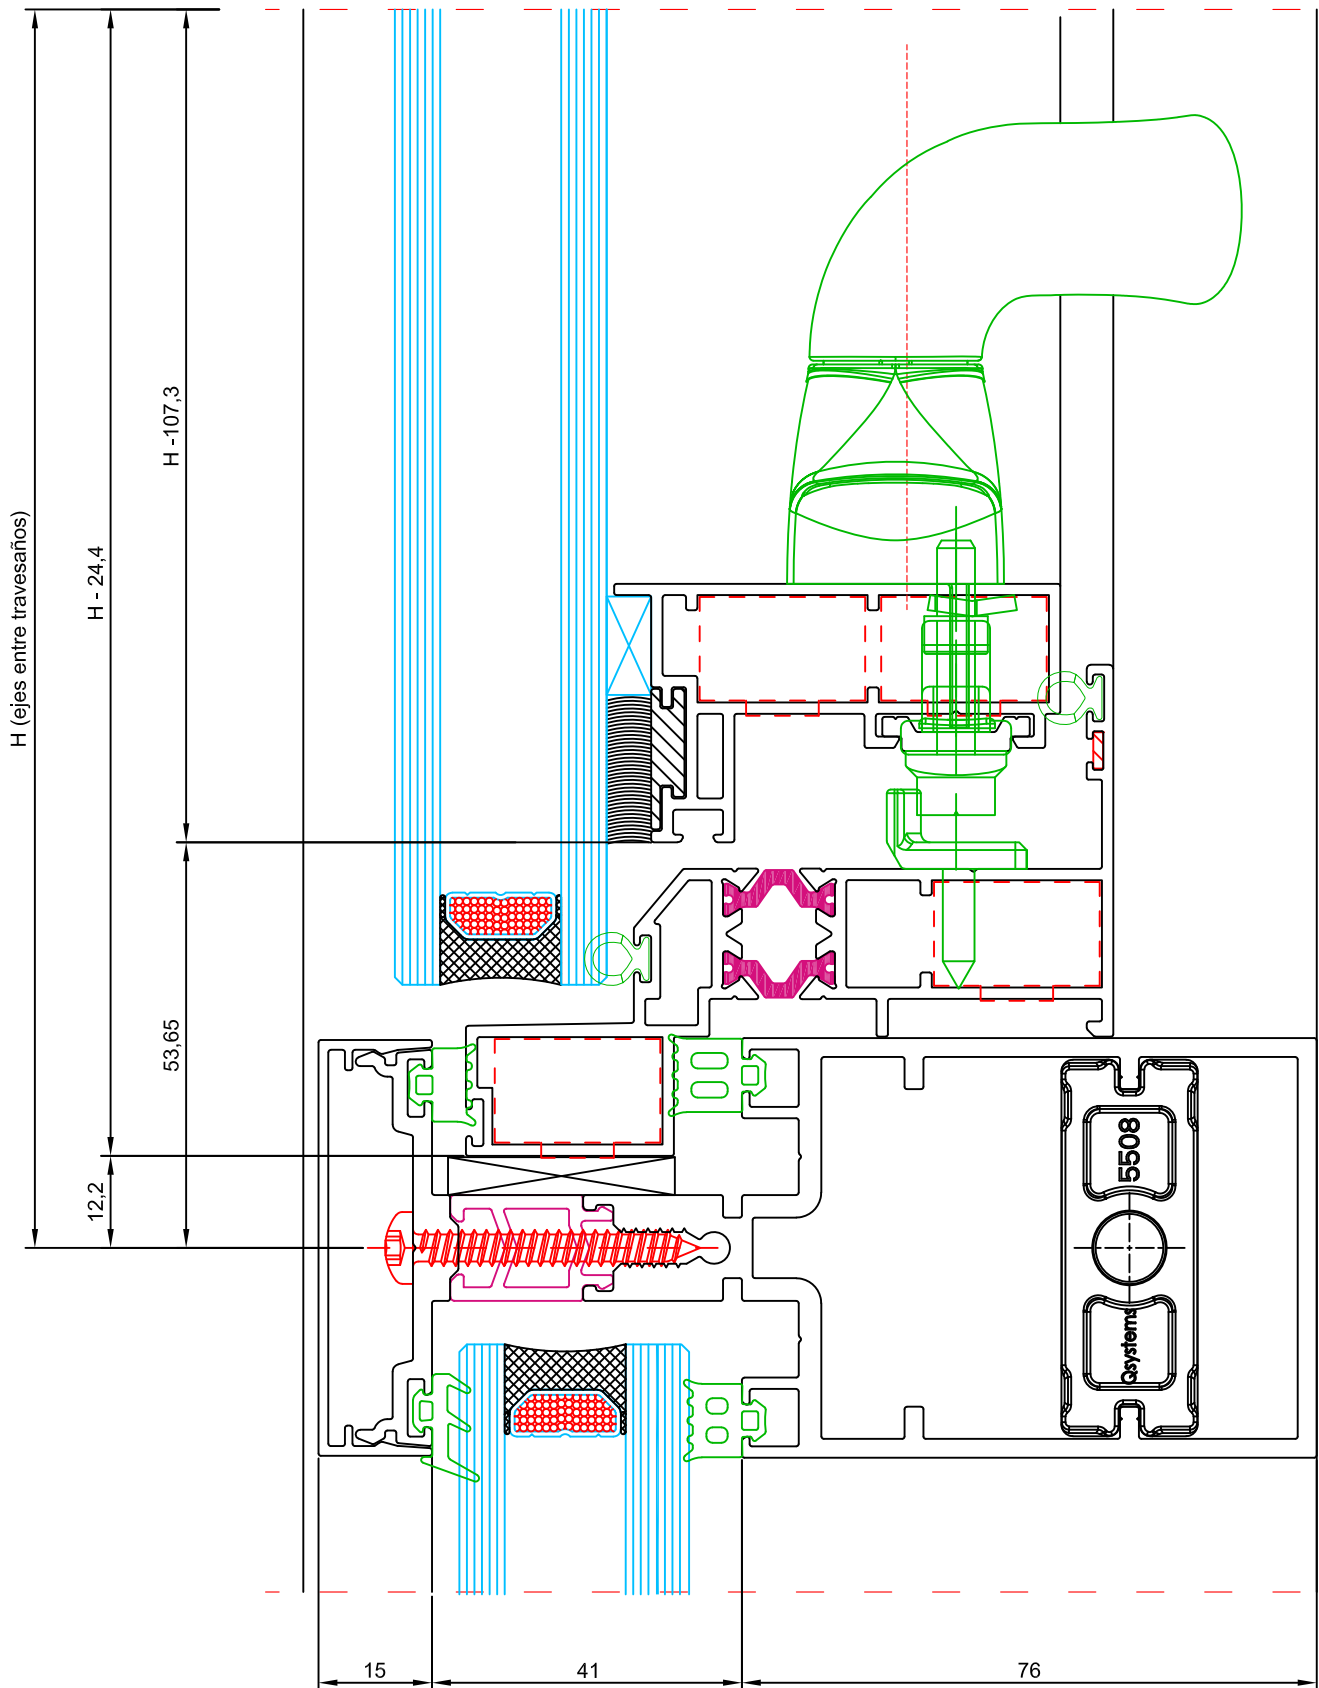 H (ejes entre travesaños)
H - 24,4
H -107,3
53,65
12,2
5508
Qsystems
15
41
76